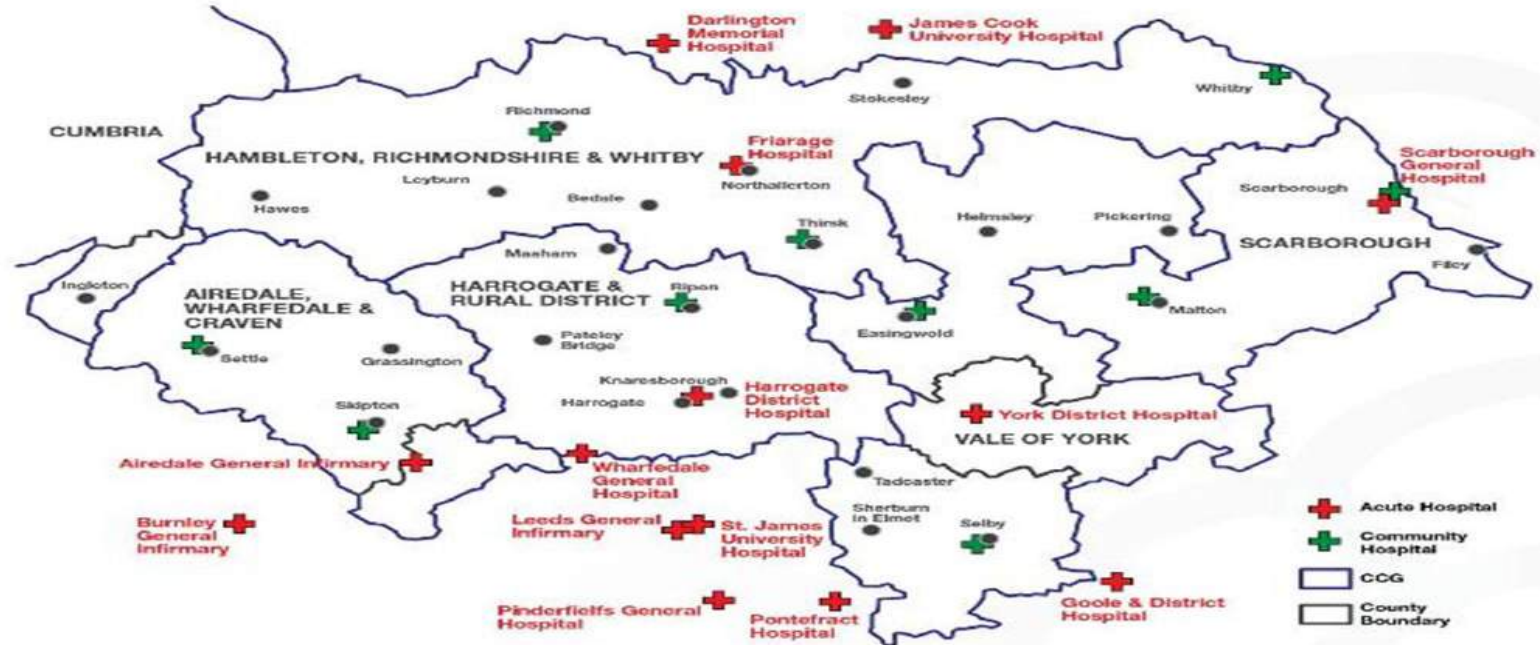 Darlington
Memorial
Hospital
James Cook
University Hospital
Stokesley
Whitby
Richmond
CUMBRIA
HAMBLETON, RICHMONDSHIRE & WHITBY
Friarage
Hospital
Northallerton
Scarborough
General
Hospital
Scarborough
Leyburn
Bedale
Hawes
Thirsk
Helmsley
Pickering
SCARBOROUGH
Filey
Masham
Ingleton
AIREDALE,
WHARFEDALE &
CRAVEN
HARROGATE &
RURAL DISTRICT
Ripon
Malton
Easingwold
Pateley
Bridge
Settle
Grassington
Knaresborough
Harrogate
Harrogate
District
Hospital
Skipton
York District Hospital
VALE OF YORK
Airedale General Infirmary
Wharfedale
General
Hospital
Tadcaster
Burnley
General
Infirmary
Leeds General
Infirmary
St. James
University
Hospital
Sherburn
in Elmet
Selby
Pinderfielfs General
Hospital
Pontefract
Hospital
Goole & District
Hospital
Acute Hospital
Community
Hospital
CCG
County
Boundary